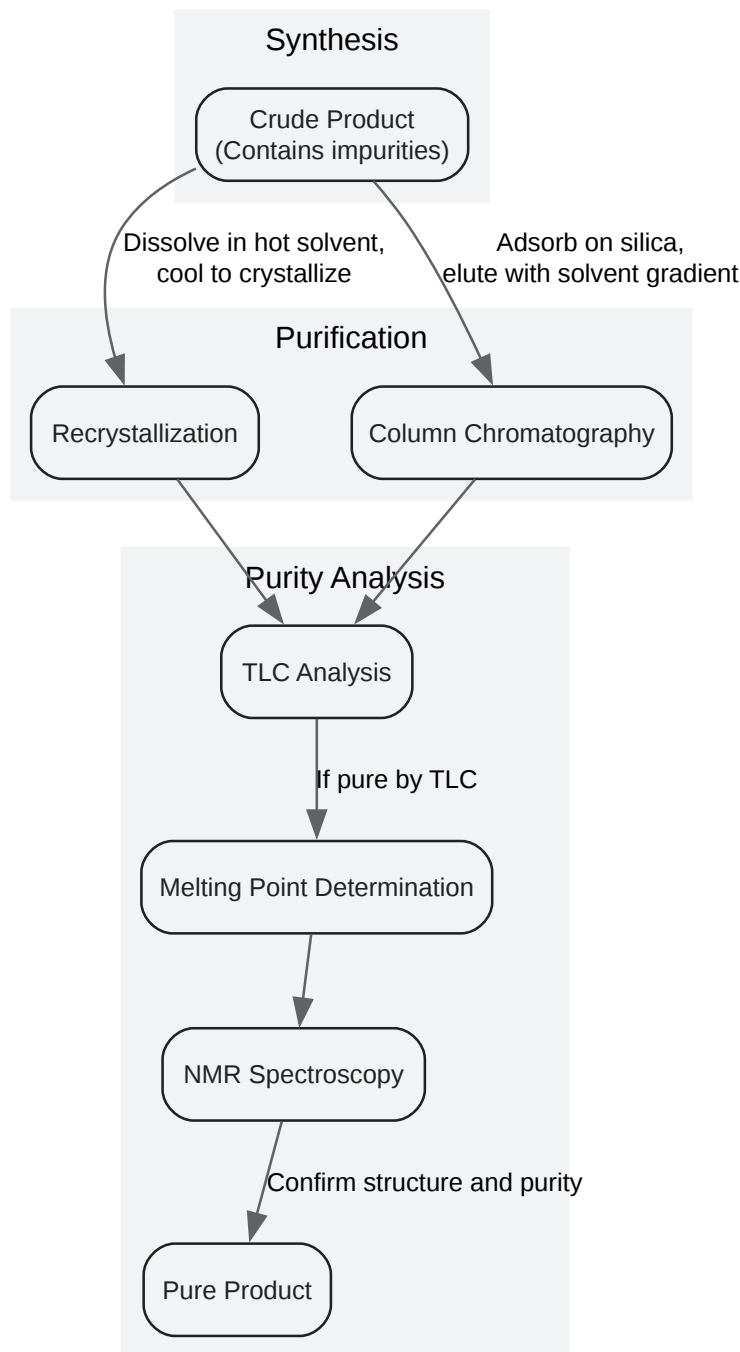 Synthesis
Crude Product
(Contains impurities)
Dissolve in hot solvent,
cool to crystallize
Adsorb on silica,
elute with solvent gradient
Purification
Recrystallization
Column Chromatography
Purity Analysis
TLC Analysis
If pure by TLC
Melting Point Determination
NMR Spectroscopy
Confirm structure and purity
Pure Product